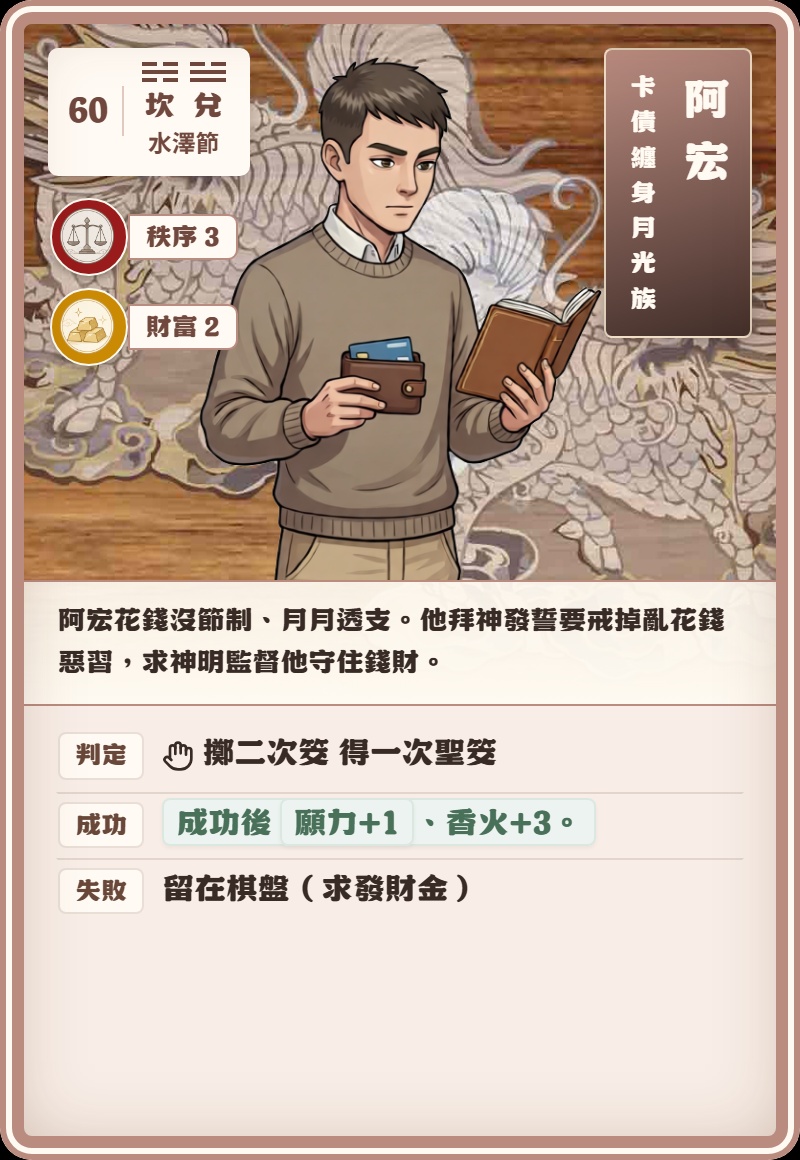 60
坎 兌
水澤節
秩序 3
財富 2
阿宏
卡債纏身月光族
阿宏花錢沒節制、月月透支。他拜神發誓要戒掉亂花錢
惡習，求神明監督他守住錢財。
判定
擲二次筊 得一次聖筊
成功
成功後 願力+1 、香火+3。
失敗
留在棋盤（求發財金）